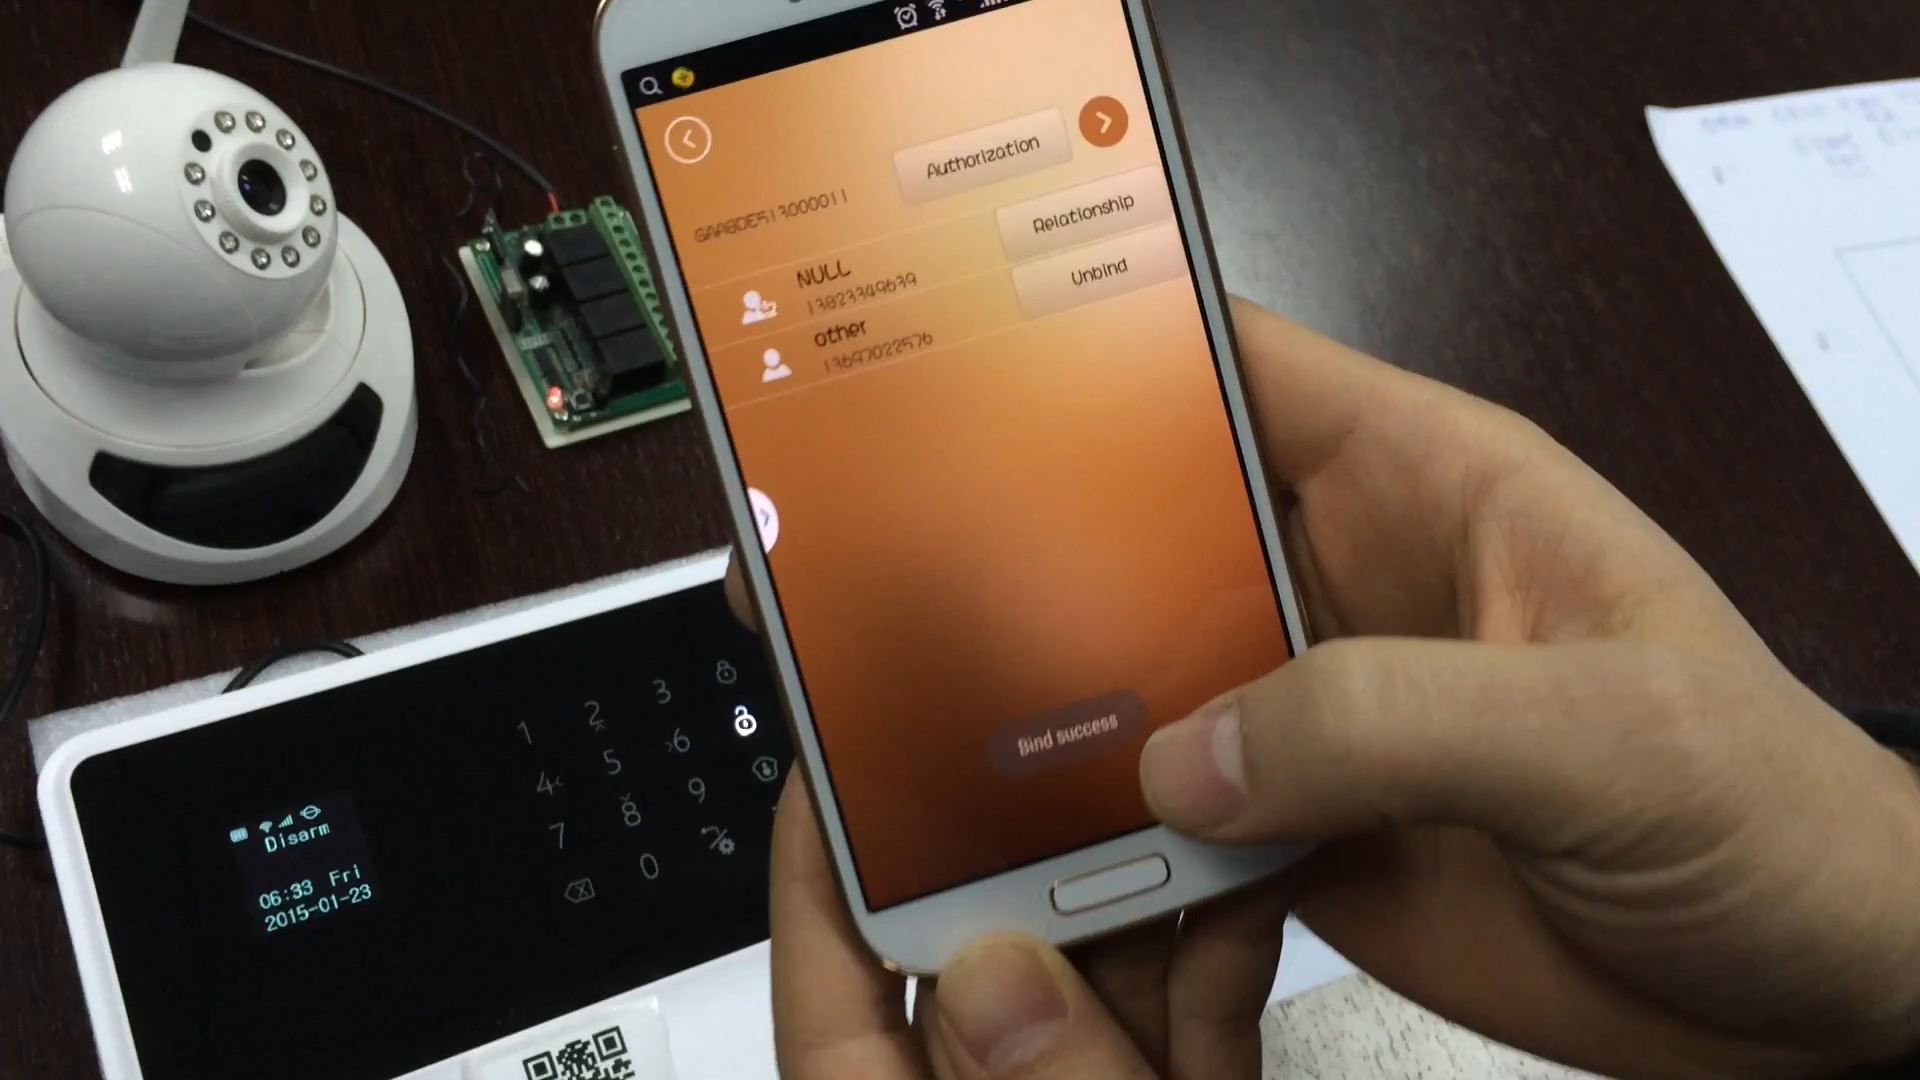 Authorization
GAABDE513000011
Relationship
NULL
13823349639
Unbind
other
13697022576
Bind success
1 2 3
4 5 6
7 8 9
0
Disarm
06:33 Fri
2015-01-23